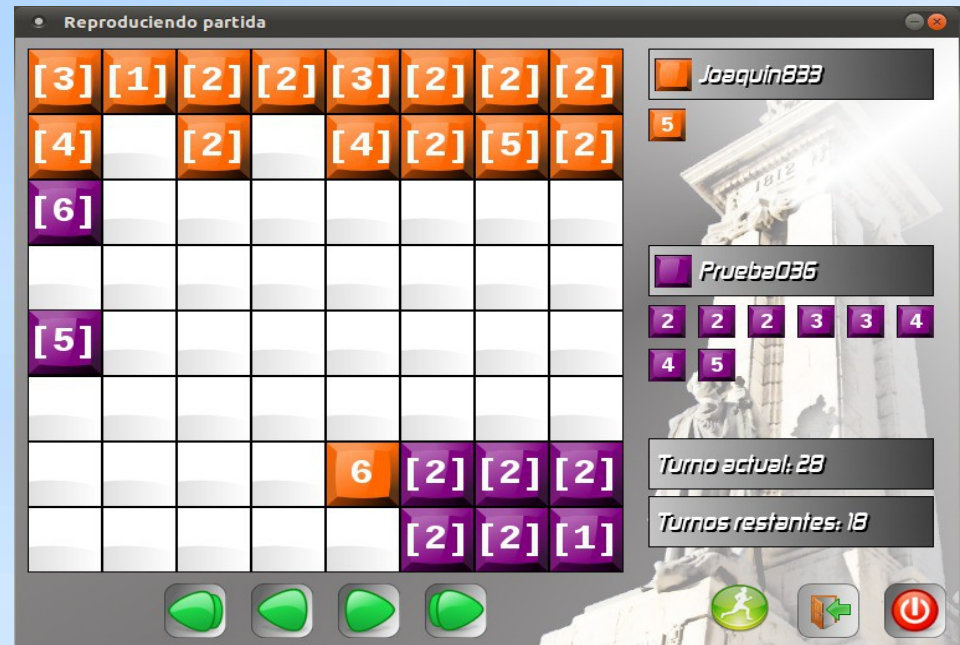 Reproduciendo partida
[3] [1] [2] [2] [3] [2] [2] [2]
[4] [2] [4] [2] [5] [2]
[6]
[5]
6 [2] [2] [2]
[2] [2] [1]
Joaquin833
5
1812
Prueba036
2 2 2 3 3 4
4 5
Turno actual: 28
Turnos restantes: 18